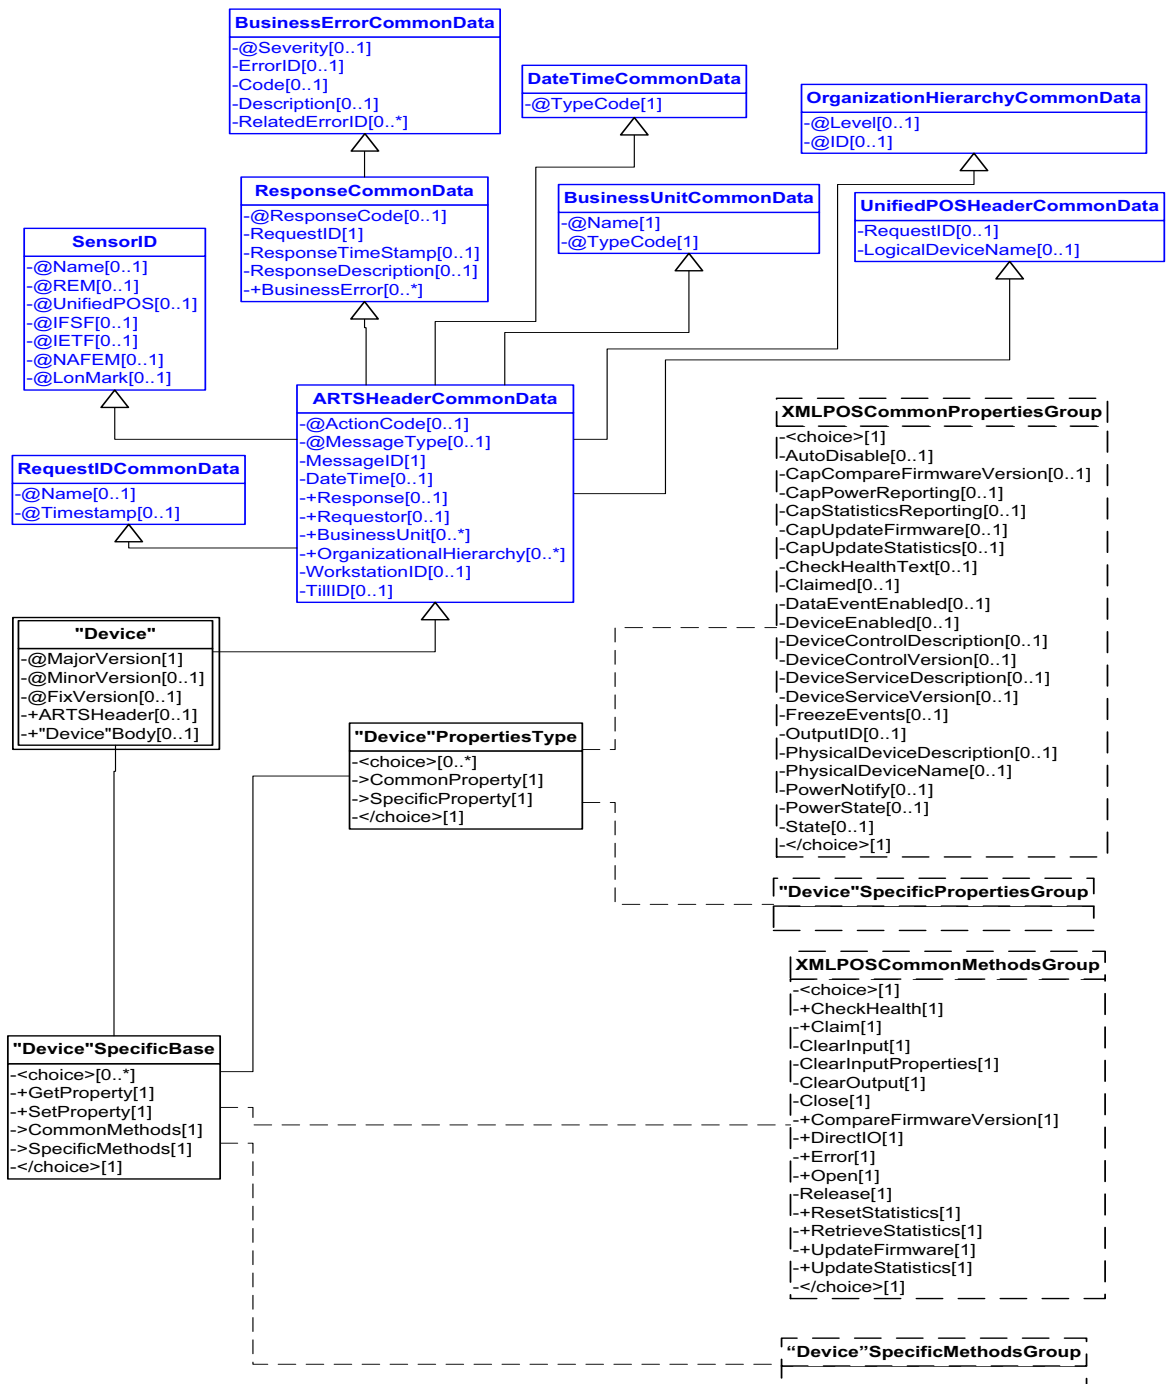 BusinessErrorCommonData
-@Severity[0..1]
-ErrorID[0..1]
-Code[0..1]
-Description[0..1]
-RelatedErrorID[0..*]
DateTimeCommonData
-@TypeCode[1]
OrganizationHierarchyCommonData
-@Level[0..1]
-@ID[0..1]
ResponseCommonData
-@ResponseCode[0..1]
-RequestID[1]
-ResponseTimeStamp[0..1]
-ResponseDescription[0..1]
-+BusinessError[0..*]
BusinessUnitCommonData
-@Name[1]
-@TypeCode[1]
UnifiedPOSHeaderCommonData
-RequestID[0..1]
-LogicalDeviceName[0..1]
SensorID
-@Name[0..1]
-@REM[0..1]
-@UnifiedPOS[0..1]
-@IFSF[0..1]
-@IETF[0..1]
-@NAFEM[0..1]
-@LonMark[0..1]
ARTSHeaderCommonData
-@ActionCode[0..1]
-@MessageType[0..1]
-MessageID[1]
-DateTime[0..1]
-+Response[0..1]
-+Requestor[0..1]
-+BusinessUnit[0..*]
-+OrganizationalHierarchy[0..*]
-WorkstationID[0..1]
-TillID[0..1]
RequestIDCommonData
-@Name[0..1]
-@Timestamp[0..1]
XMLPOSCommonPropertiesGroup
-<choice>[1]
-AutoDisable[0..1]
-CapCompareFirmwareVersion[0..1]
-CapPowerReporting[0..1]
-CapStatisticsReporting[0..1]
-CapUpdateFirmware[0..1]
-CapUpdateStatistics[0..1]
-CheckHealthText[0..1]
-Claimed[0..1]
-DataEventEnabled[0..1]
-DeviceEnabled[0..1]
-DeviceControlDescription[0..1]
-DeviceControlVersion[0..1]
-DeviceServiceDescription[0..1]
-DeviceServiceVersion[0..1]
-FreezeEvents[0..1]
-OutputID[0..1]
-PhysicalDeviceDescription[0..1]
-PhysicalDeviceName[0..1]
-PowerNotify[0..1]
-PowerState[0..1]
-State[0..1]
-</choice>[1]
"Device"
-@MajorVersion[1]
-@MinorVersion[0..1]
-@FixVersion[0..1]
-+ARTSHeader[0..1]
-+"Device"Body[0..1]
"Device"PropertiesType
-<choice>[0..*]
->CommonProperty[1]
->SpecificProperty[1]
-</choice>[1]
"Device"SpecificPropertiesGroup
XMLPOSCommonMethodsGroup
-<choice>[1]
-+CheckHealth[1]
-+Claim[1]
-ClearInput[1]
-ClearInputProperties[1]
-ClearOutput[1]
-Close[1]
-+CompareFirmwareVersion[1]
-+DirectIO[1]
-+Error[1]
-+Open[1]
-Release[1]
-+ResetStatistics[1]
-+RetrieveStatistics[1]
-+UpdateFirmware[1]
-+UpdateStatistics[1]
-</choice>[1]
"Device"SpecificBase
-<choice>[0..*]
-+GetProperty[1]
-+SetProperty[1]
->CommonMethods[1]
->SpecificMethods[1]
-</choice>[1]
“Device”SpecificMethodsGroup